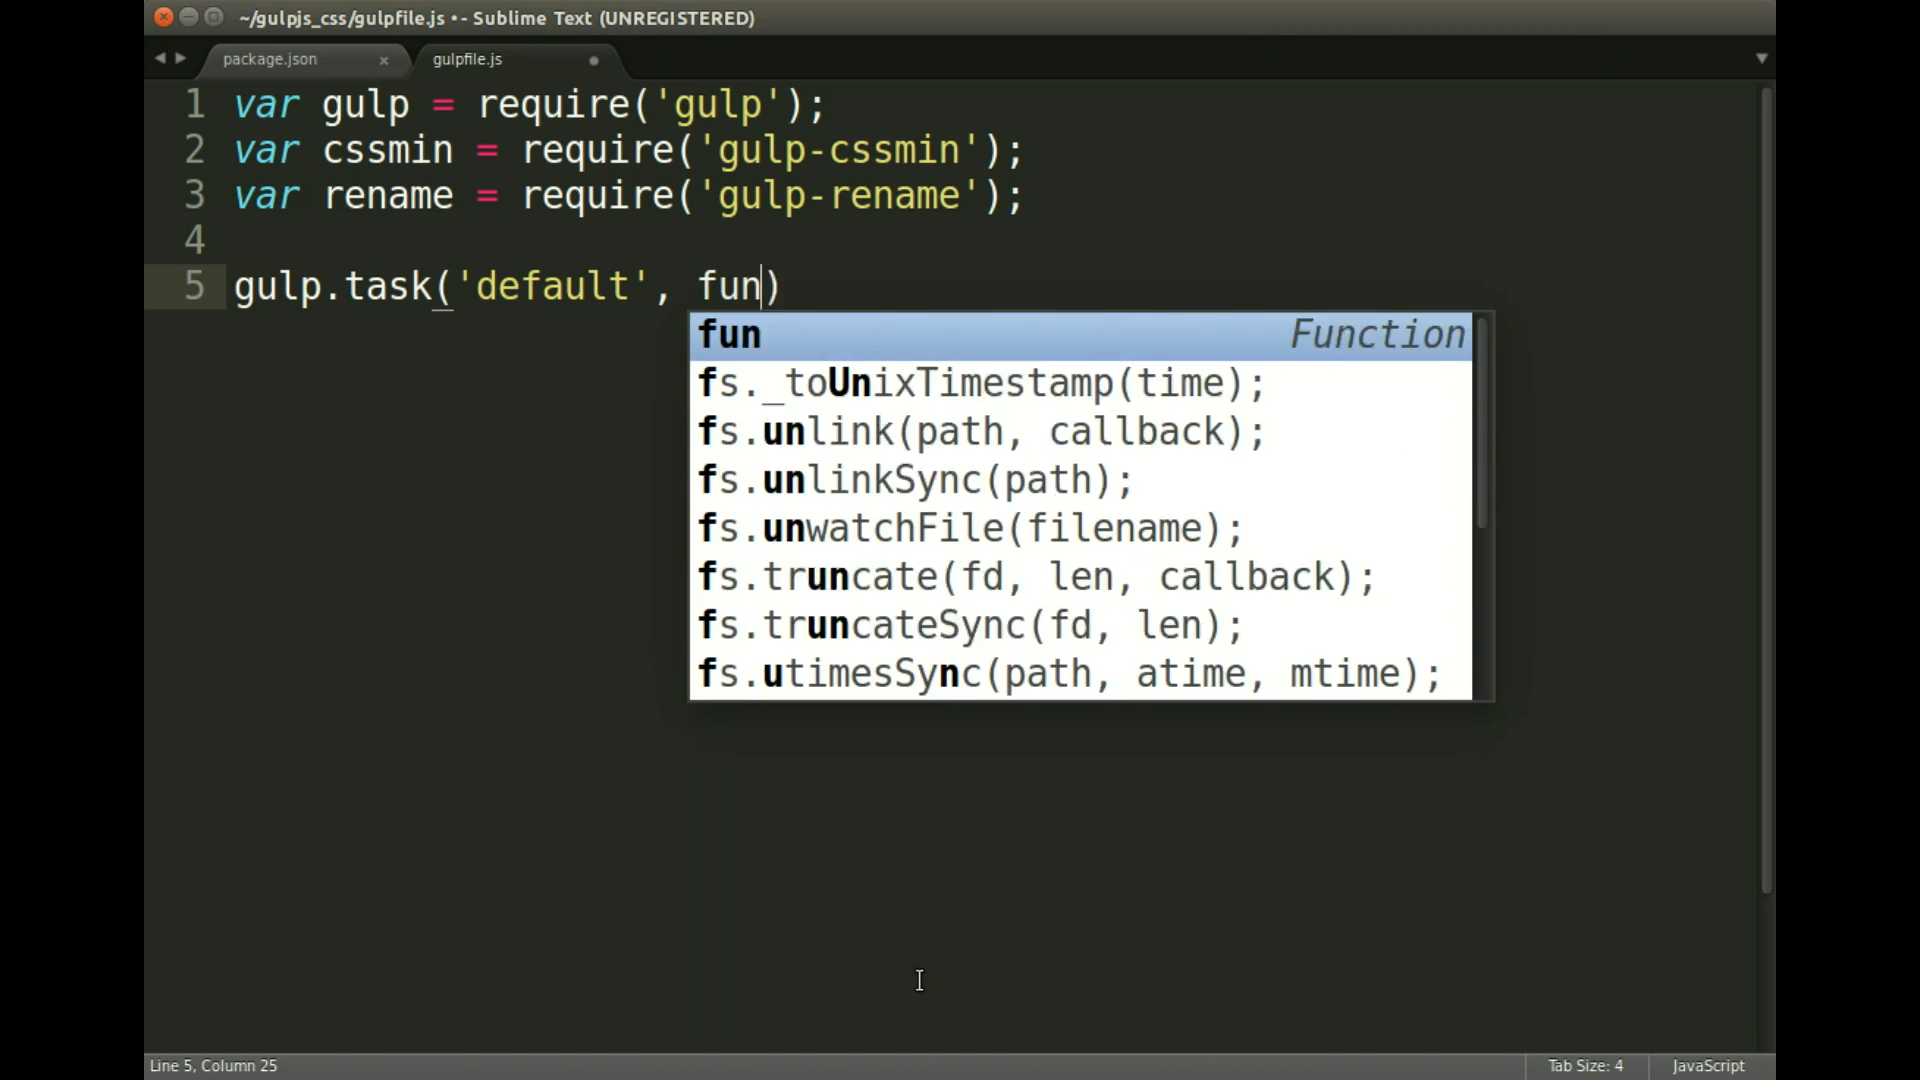 ~/gulpjs_css/gulpfile.js • - Sublime Text (UNREGISTERED)
package.json × gulpfile.js
1 var gulp = require('gulp');
2 var cssmin = require('gulp-cssmin');
3 var rename = require('gulp-rename');
4
5 gulp.task('default', fun)
fun Function
fs._toUnixTimestamp(time);
fs.unlink(path, callback);
fs.unlinkSync(path);
fs.unwatchFile(filename);
fs.truncate(fd, len, callback);
fs.truncateSync(fd, len);
fs.utimesSync(path, atime, mtime);
Line 5, Column 25 Tab Size: 4 JavaScript